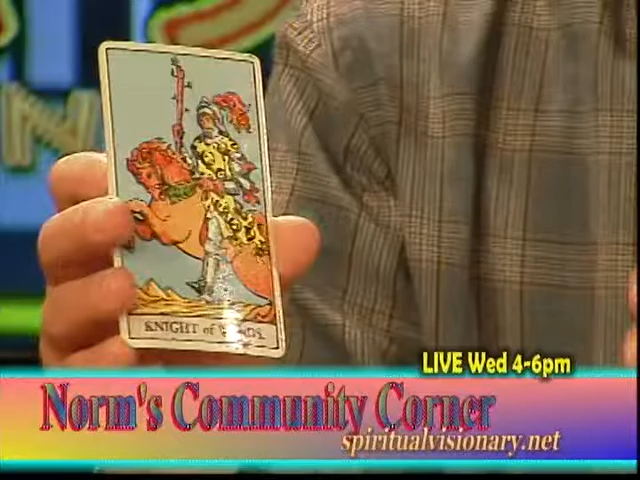 KNIGHT of WANDS.
LIVE Wed 4-6pm
Norm's Community Corner
spiritualvisionary.net